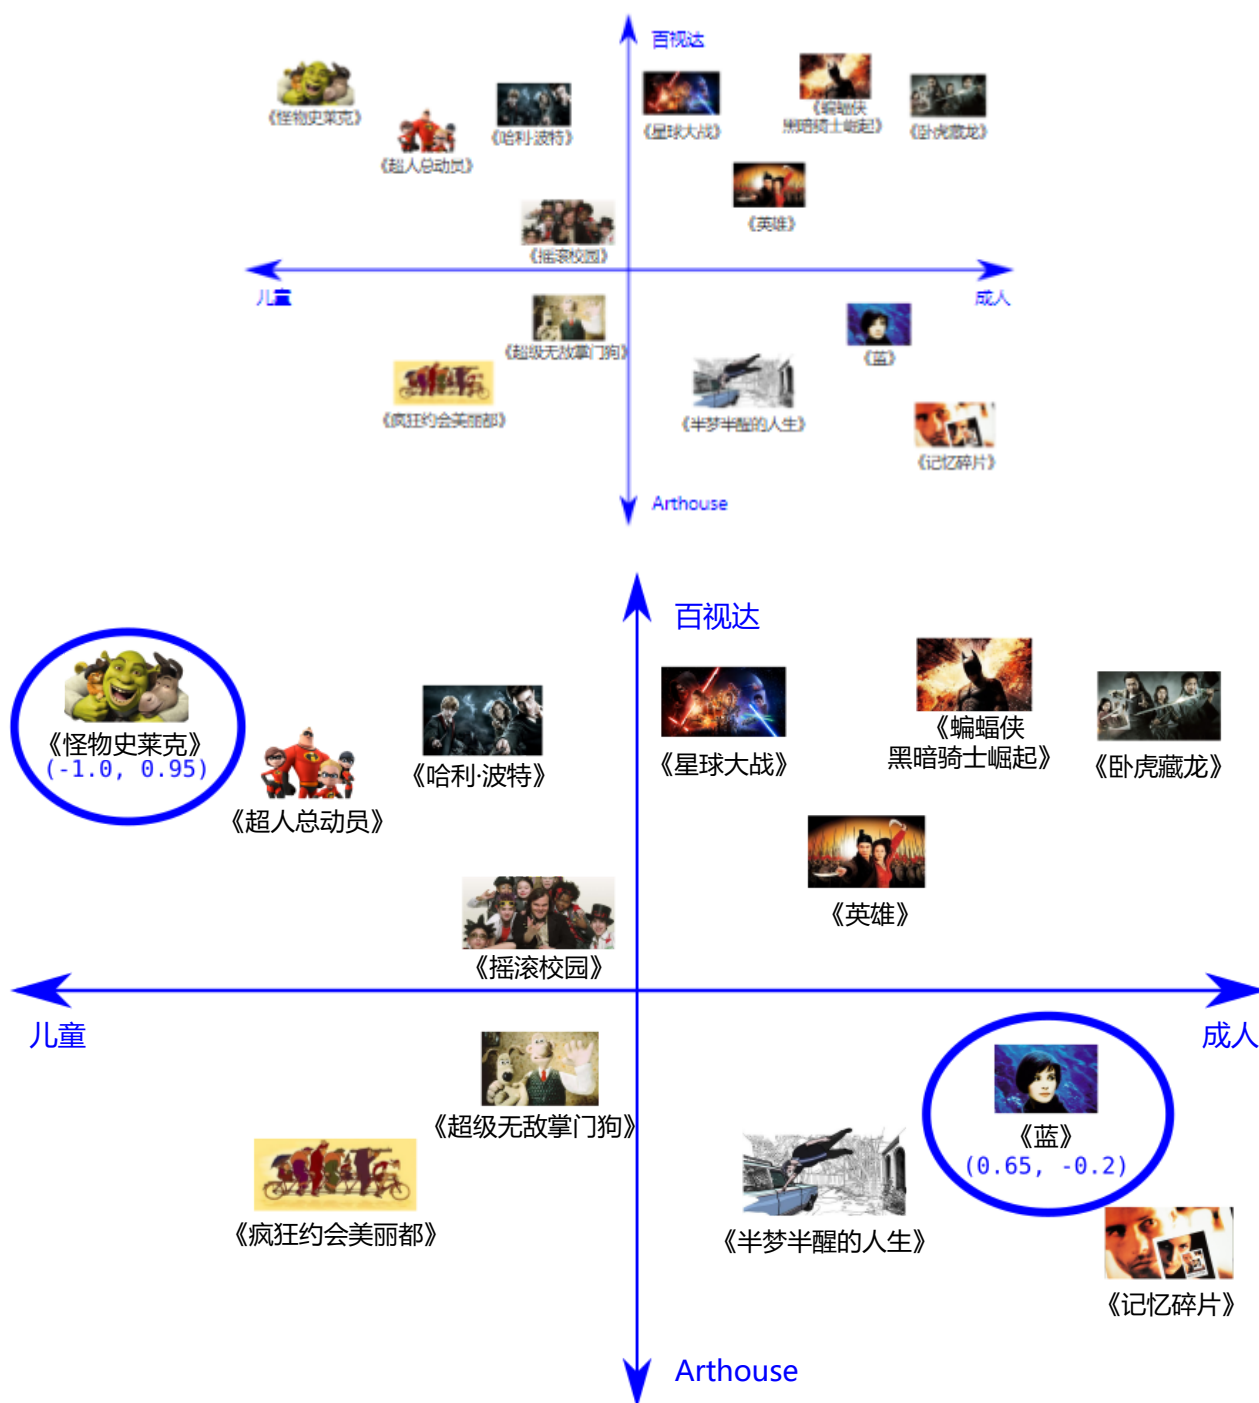 百视达
《怪物史莱克》
《超人总动员》
《哈利·波特》
《星球大战》
《蝙蝠侠
黑暗骑士崛起》
《卧虎藏龙》
《英雄》
《摇滚校园》
儿童
成人
《超级无敌掌门狗》
《蓝》
《疯狂约会美丽都》
《半梦半醒的人生》
《记忆碎片》
Arthouse
百视达
《怪物史莱克》
(-1.0, 0.95)
《超人总动员》
《哈利·波特》
《星球大战》
《蝙蝠侠
黑暗骑士崛起》
《卧虎藏龙》
《英雄》
《摇滚校园》
儿童
成人
《超级无敌掌门狗》
《蓝》
(0.65, -0.2)
《疯狂约会美丽都》
《半梦半醒的人生》
《记忆碎片》
Arthouse